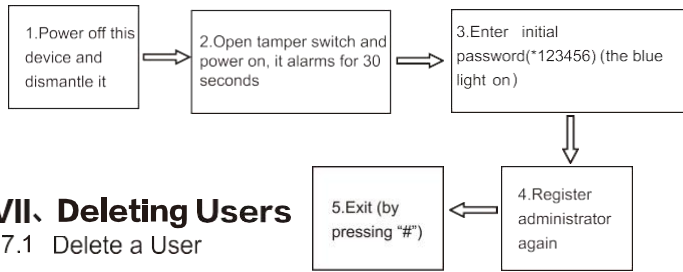 1.Power off this
device and
dismantle it
2.Open tamper switch and
power on, it alarms for 30
seconds
3.Enter initial
password(*123456) (the blue
light on)
4.Register
administrator
again
5.Exit (by
pressing “#”)
VII、Deleting Users
7.1 Delete a User